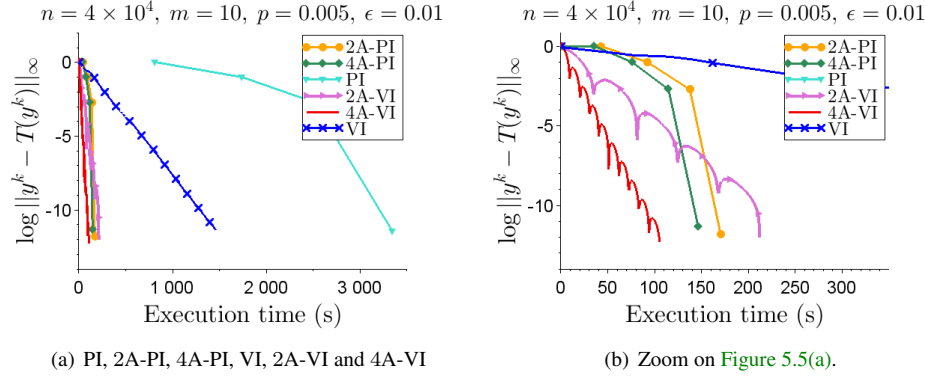 n = 4 × 10^4, m = 10, p = 0.005, ϵ = 0.01
log ||y^k − T(y^k)||∞
0
-5
-10
2A-PI
4A-PI
PI
2A-VI
4A-VI
VI
0
1 000
2 000
3 000
Execution time (s)
(a) PI, 2A-PI, 4A-PI, VI, 2A-VI and 4A-VI
n = 4 × 10^4, m = 10, p = 0.005, ϵ = 0.01
log ||y^k − T(y^k)||∞
0
-5
-10
2A-PI
4A-PI
PI
2A-VI
4A-VI
VI
0
50
100
150
200
250
300
Execution time (s)
(b) Zoom on Figure 5.5(a).